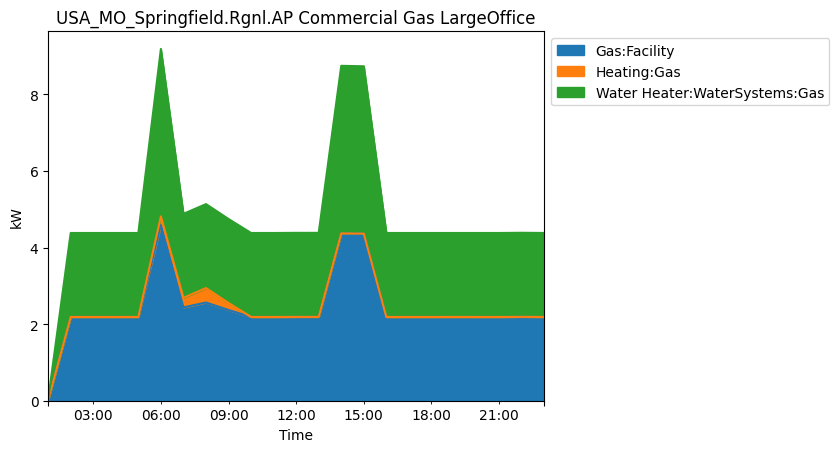 USA_MO_Springfield.Rgnl.AP Commercial Gas LargeOffice
Gas:Facility
Heating:Gas
Water Heater:WaterSystems:Gas
8
6
4
2
0
kW
03:00 06:00 09:00 12:00 15:00 18:00 21:00
Time